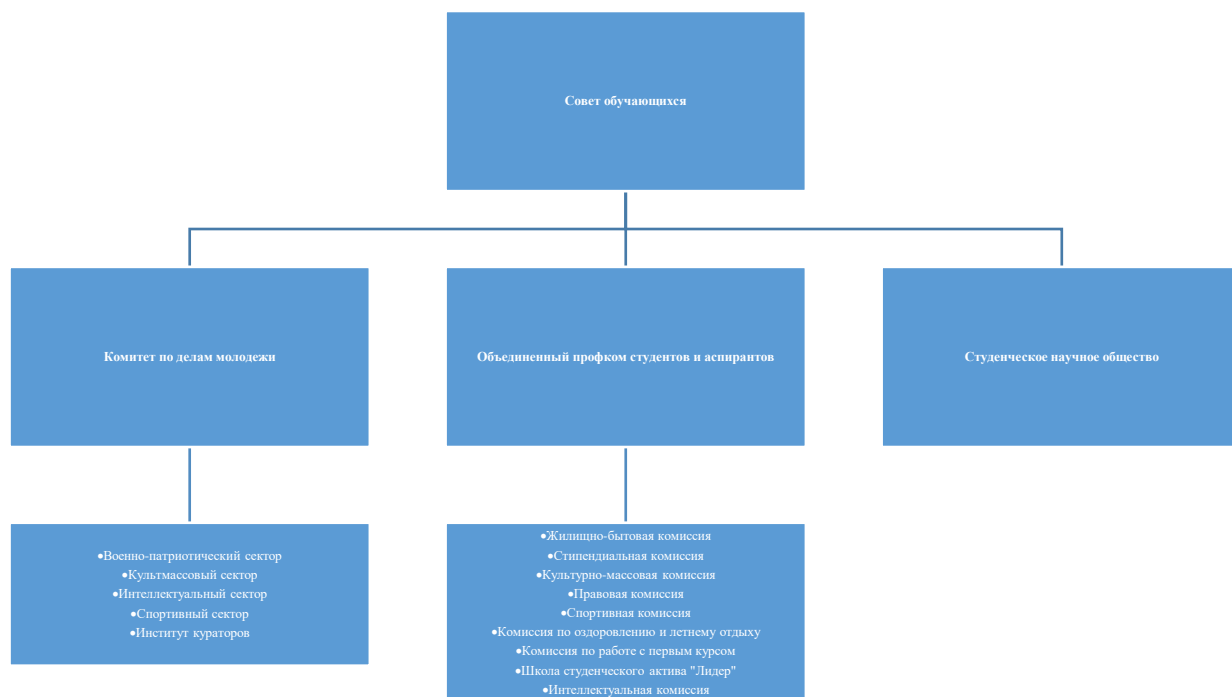 Совет обучающихся
Комитет по делам молодежи
Объединенный профком студентов и аспирантов
Студенческое научное общество
•Военно-патриотический сектор
•Культмассовый сектор
•Интеллектуальный сектор
•Спортивный сектор
•Институт кураторов
•Жилищно-бытовая комиссия
•Стипендиальная комиссия
•Культурно-массовая комиссия
•Правовая комиссия
•Спортивная комиссия
•Комиссия по оздоровлению и летнему отдыху
•Комиссия по работе с первым курсом
•Школа студенческого актива "Лидер"
•Интеллектуальная комиссия